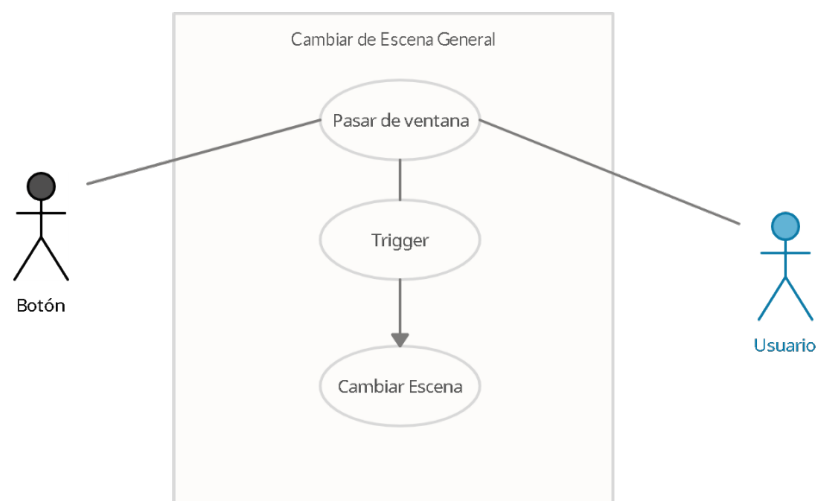 Cambiar de Escena General
Pasar de ventana
Trigger
Botón
Usuario
Cambiar Escena